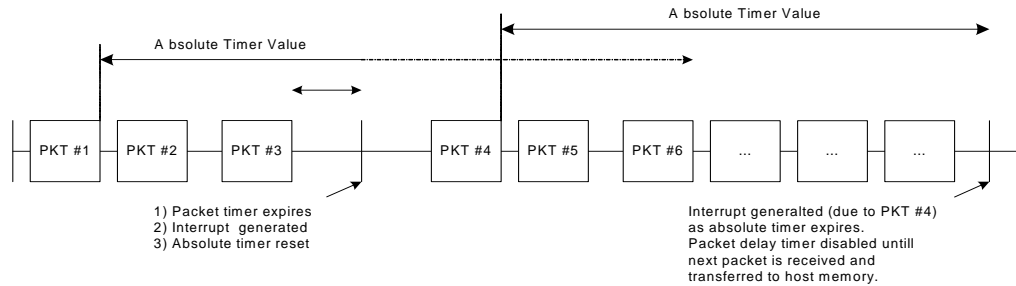 A bsolute Timer Value
A bsolute Timer Value
PKT #1
PKT #2
PKT #3
PKT #4
PKT #5
PKT #6
...
...
...
1) Packet timer expires
2) Interrupt generated
3) Absolute timer reset
Interrupt generalted (due to PKT #4)
as absolute timer expires.
Packet delay timer disabled untill
next packet is received and
transferred to host memory.